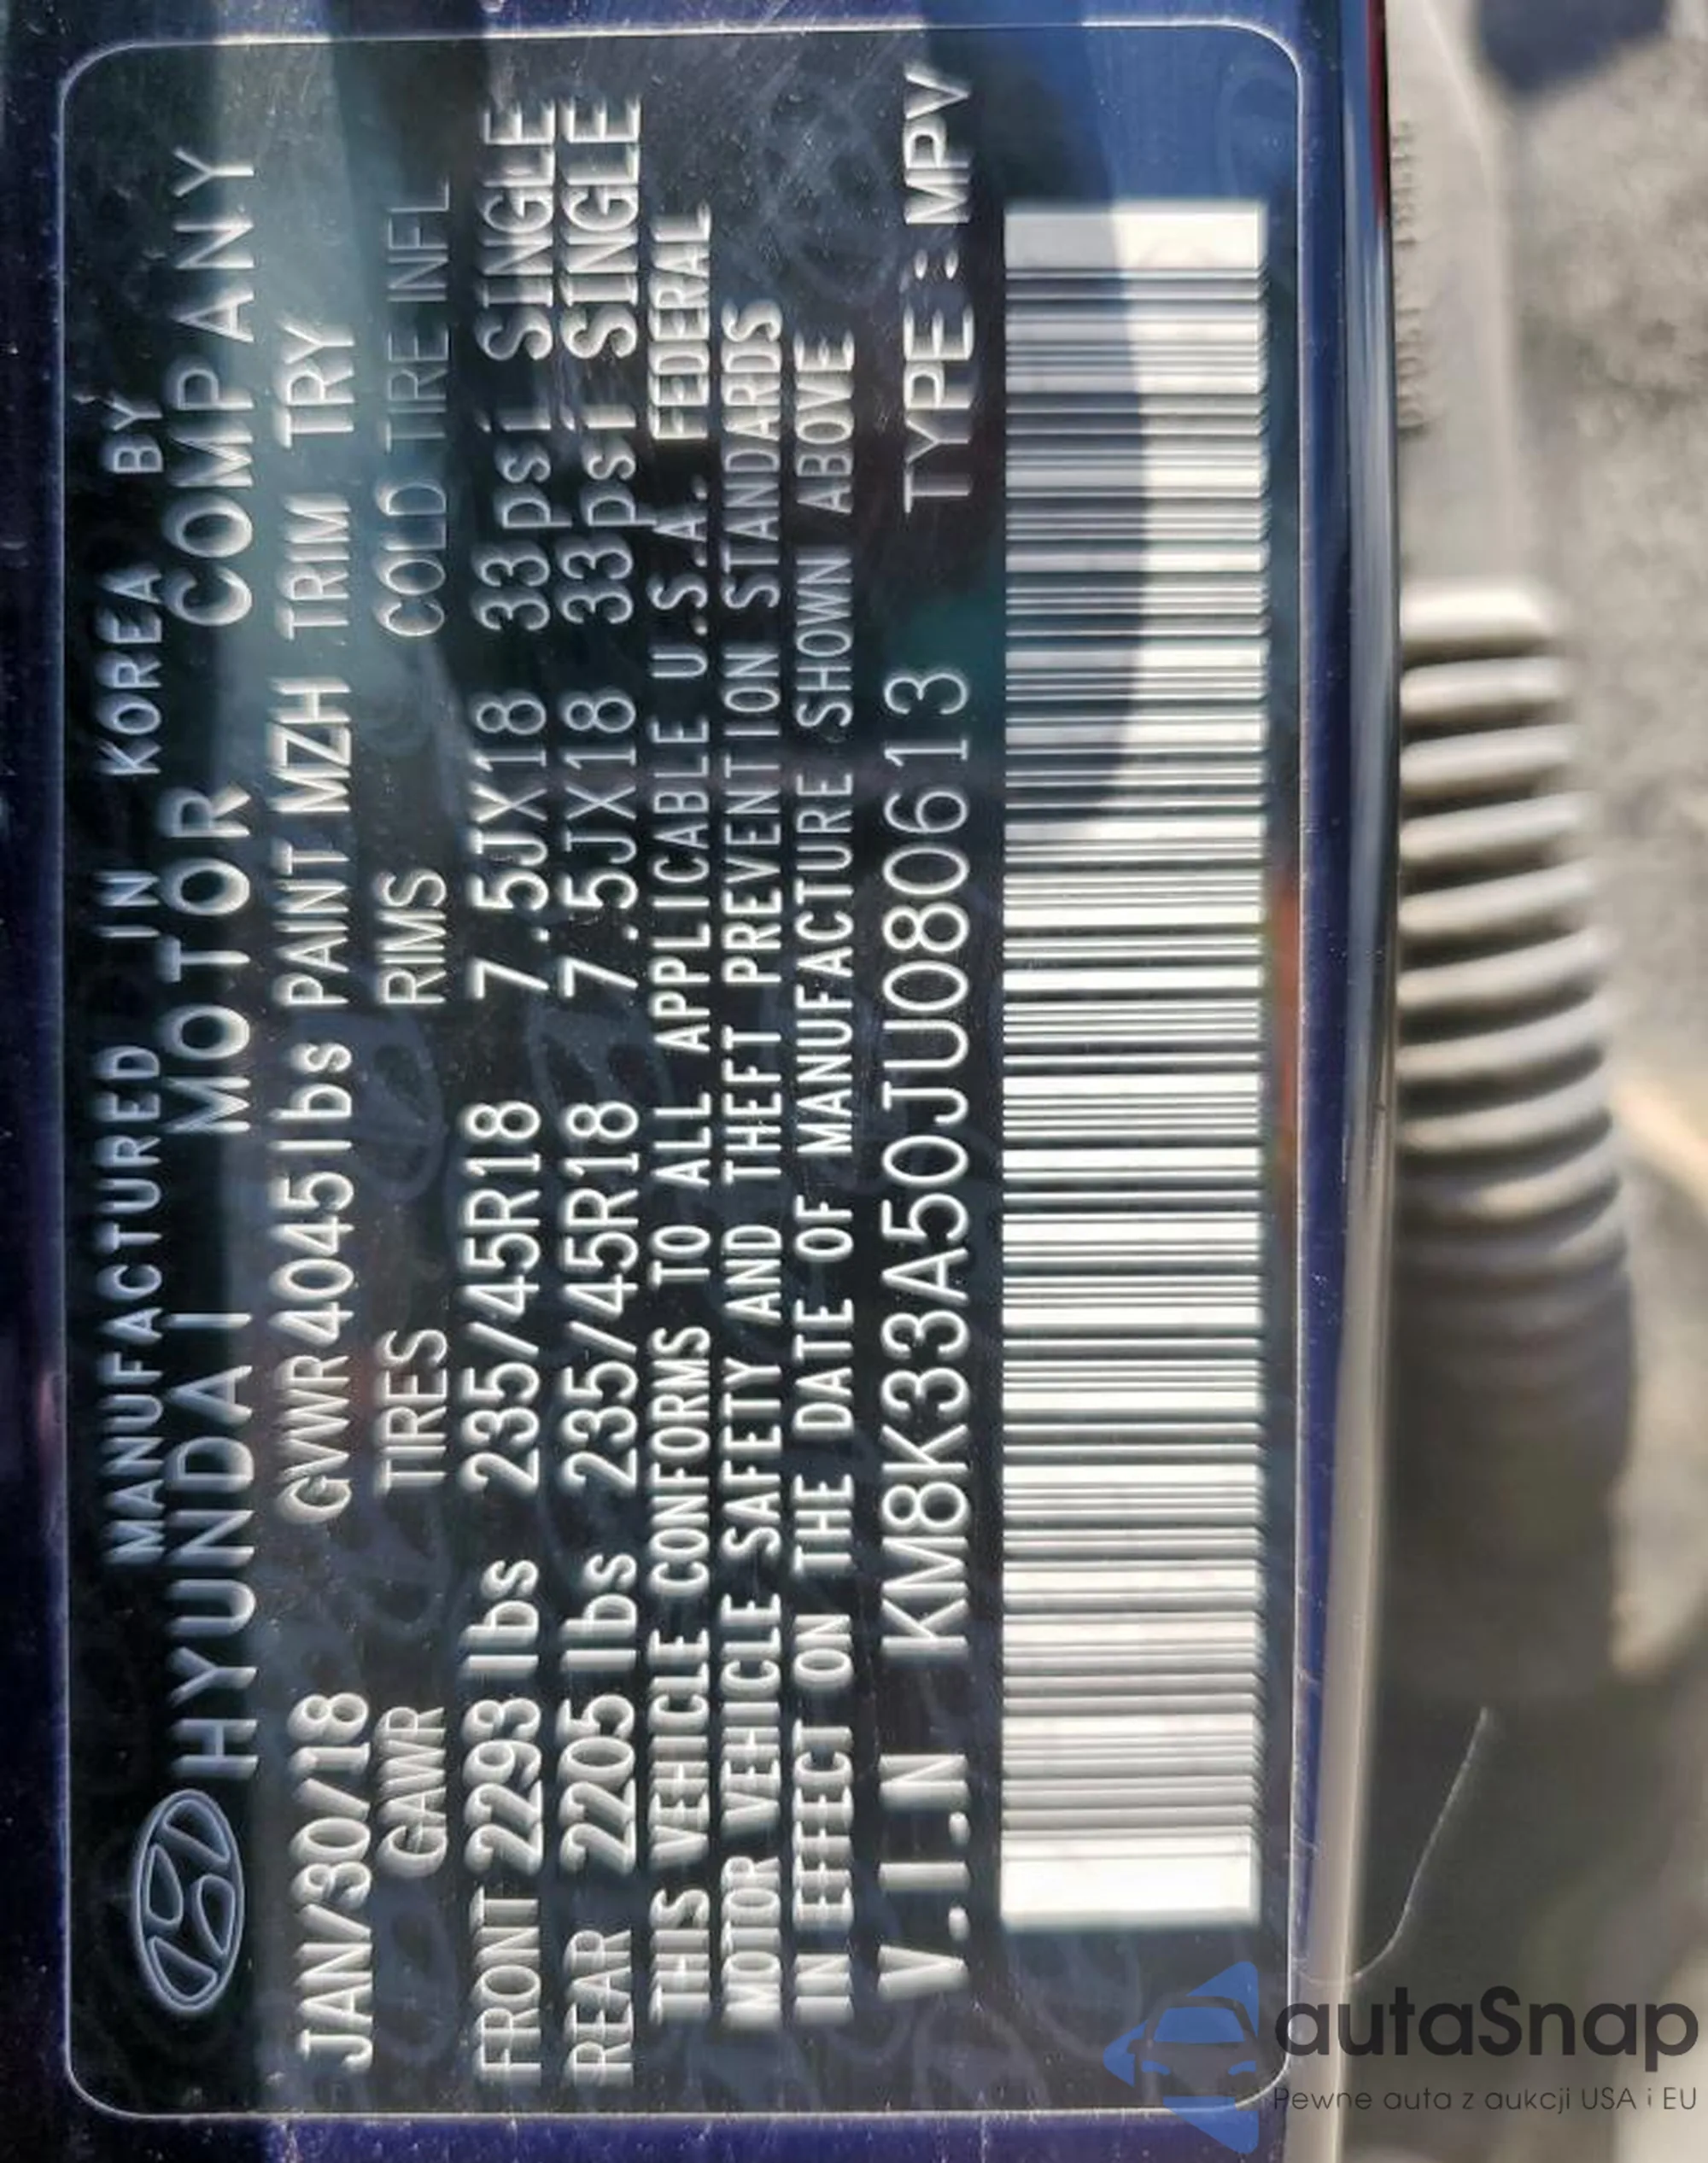 MANUFACTURED IN KOREA BY
HYUNDAI MOTOR COMPANY
JAN/30/18 GVWR 4045 lbs PAINT MZH TRIM TRY
GAWR TIRES RIMS COLD TIRE INFL
FRONT 2293 lbs 235/45R18 7.5JX18 33 psi SINGLE
REAR 2205 lbs 235/45R18 7.5JX18 33 psi SINGLE
THIS VEHICLE CONFORMS TO ALL APPLICABLE U.S.A. FEDERAL
MOTOR VEHICLE SAFETY AND THEFT PREVENTION STANDARDS
IN EFFECT ON THE DATE OF MANUFACTURE SHOWN ABOVE
V.I.N KM8K33A50JU080613 TYPE: MPV
autaSnap
Pewne auta z aukcji USA i EU